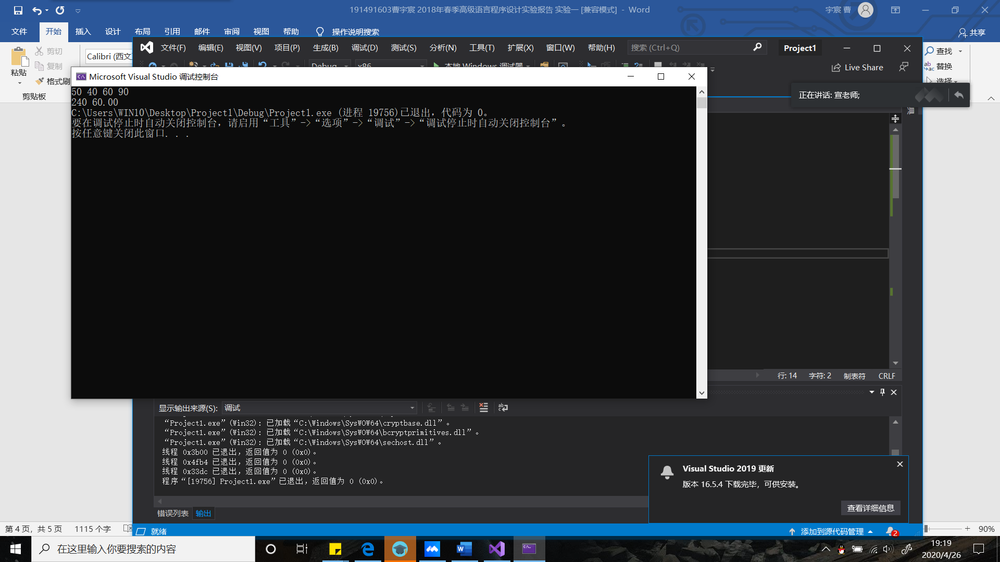 191491603曹宇宸 2018年春季高级语言程序设计实验报告 实验一 [兼容模式] - Word
宇宸 曹
文件 开始 插入 设计 布局 引用 邮件 审阅 视图 帮助 操作说明搜索 共享
粘贴
剪切
复制
格式刷
剪贴板
Calibri (西文
查找
替换
选择
文件(F) 编辑(E) 视图(V) 项目(P) 生成(B) 调试(D) 测试(S) 分析(N) 工具(T) 扩展(X) 窗口(W) 帮助(H) 搜索 (Ctrl+Q) Project1
Debug x86 本地 Windows 调试器
Live Share
正在讲话: 宣老师;
Microsoft Visual Studio 调试控制台
50 40 60 90
240 60.00
C:\Users\WIN10\Desktop\Project1\Debug\Project1.exe (进程 19756)已退出，代码为 0。
要在调试停止时自动关闭控制台，请启用“工具”->“选项”->“调试”->“调试停止时自动关闭控制台”。
按任意键关闭此窗口. . .
行: 14 字符: 2 制表符 CRLF
显示输出来源(S): 调试
“Project1.exe”(Win32): 已加载“C:\Windows\SysWOW64\cryptbase.dll”。
“Project1.exe”(Win32): 已加载“C:\Windows\SysWOW64\bcryptprimitives.dll”。
“Project1.exe”(Win32): 已加载“C:\Windows\SysWOW64\sechost.dll”。
线程 0x3b00 已退出，返回值为 0 (0x0)。
线程 0x4fb4 已退出，返回值为 0 (0x0)。
线程 0x33dc 已退出，返回值为 0 (0x0)。
程序“[19756] Project1.exe”已退出，返回值为 0 (0x0)。
错误列表 输出
Visual Studio 2019 更新
版本 16.5.4 下载完毕，可供安装。
查看详细信息
就绪
添加到源代码管理
2
第 4 页，共 5 页 1115 个字
90%
在这里输入你要搜索的内容
19:19
2020/4/26